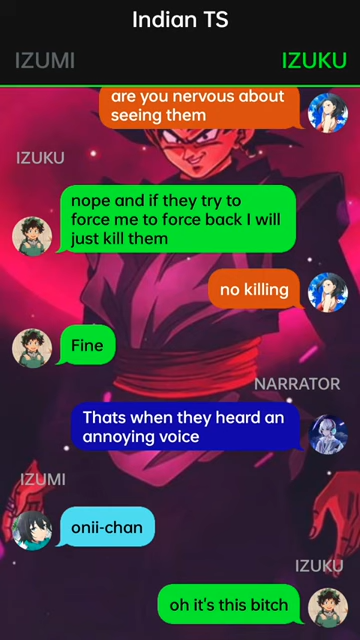 Indian TS
IZUMI
IZUKU
are you nervous about
seeing them
IZUKU
nope and if they try to
force me to force back I will
just kill them
no killing
Fine
NARRATOR
Thats when they heard an
annoying voice
IZUMI
onii-chan
IZUKU
oh it's this bitch